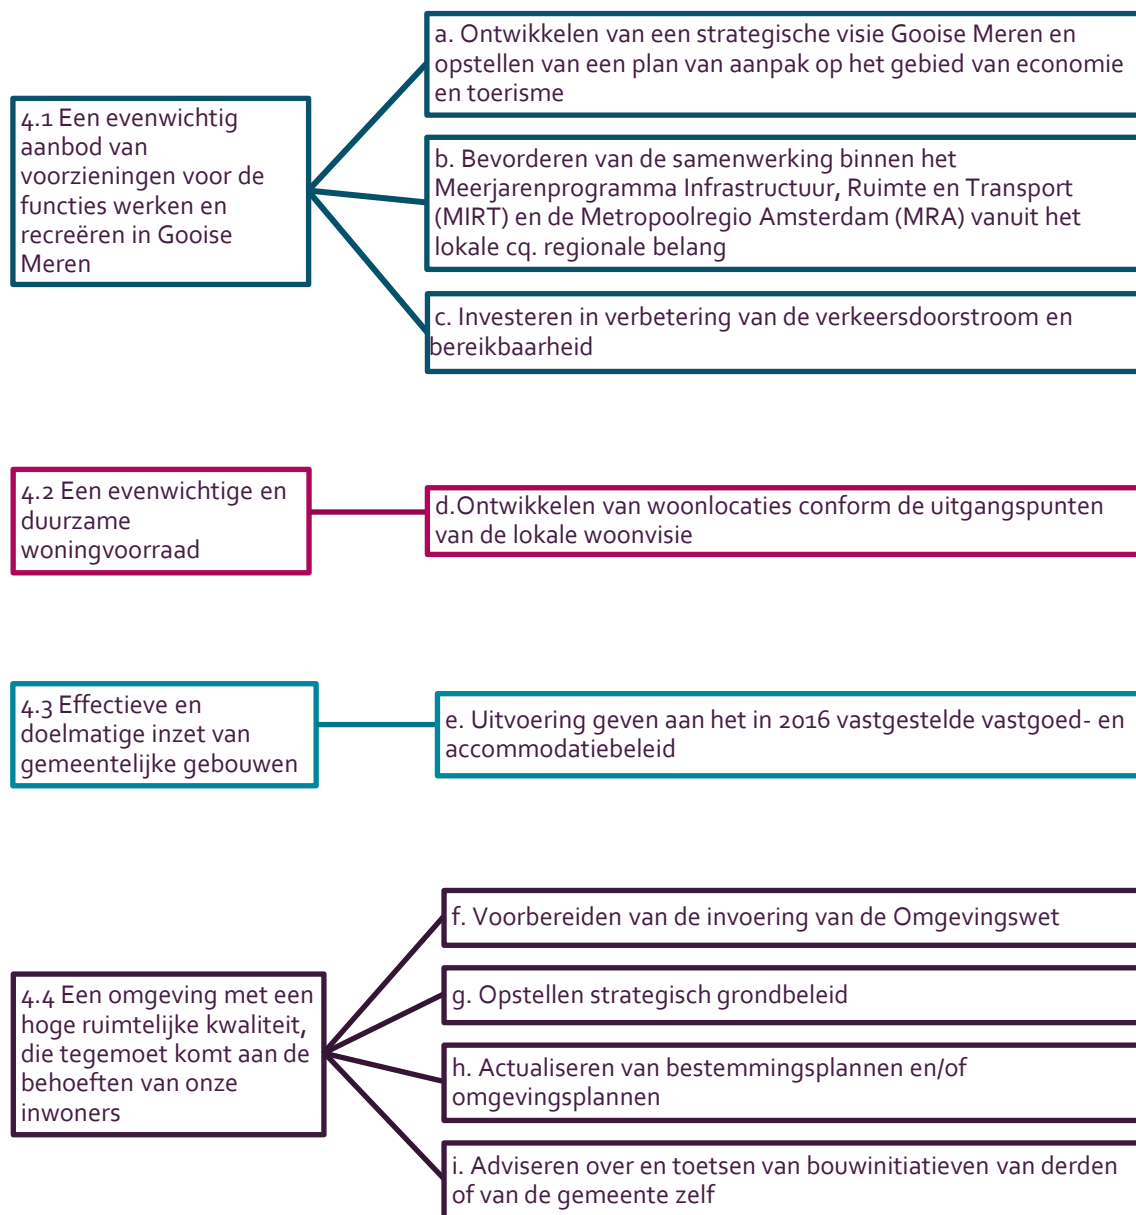 4.1 Een evenwichtig
aanbod van
voorzieningen voor de
functies werken en
recreëren in Gooise
Meren
a. Ontwikkelen van een strategische visie Gooise Meren en
opstellen van een plan van aanpak op het gebied van economie
en toerisme
b. Bevorderen van de samenwerking binnen het
Meerjarenprogramma Infrastructuur, Ruimte en Transport
(MIRT) en de Metropoolregio Amsterdam (MRA) vanuit het
lokale cq. regionale belang
c. Investeren in verbetering van de verkeersdoorstroom en
bereikbaarheid
4.2 Een evenwichtige en
duurzame
woningvoorraad
d.Ontwikkelen van woonlocaties conform de uitgangspunten
van de lokale woonvisie
4.3 Effectieve en
doelmatige inzet van
gemeentelijke gebouwen
e. Uitvoering geven aan het in 2016 vastgestelde vastgoed- en
accommodatiebeleid
4.4 Een omgeving met een
hoge ruimtelijke kwaliteit,
die tegemoet komt aan de
behoeften van onze
inwoners
f. Voorbereiden van de invoering van de Omgevingswet
g. Opstellen strategisch grondbeleid
h. Actualiseren van bestemmingsplannen en/of
omgevingsplannen
i. Adviseren over en toetsen van bouwinitiatieven van derden
of van de gemeente zelf